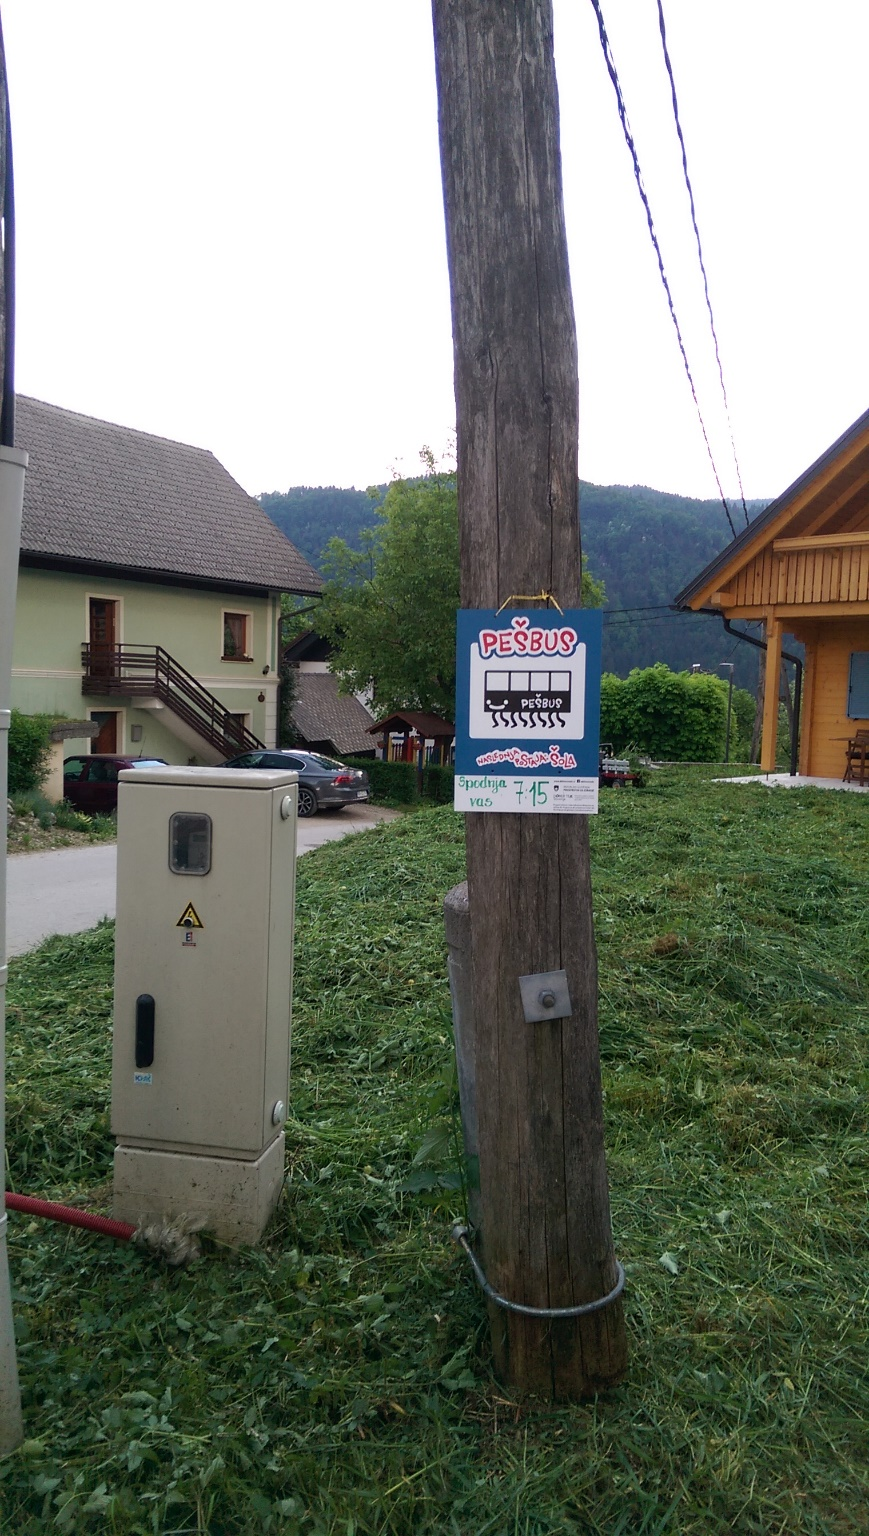 PEŠBUS
PEŠBUS
NASLEDNJA POSTAJA: ŠOLA
Spodnja 7:15
vas